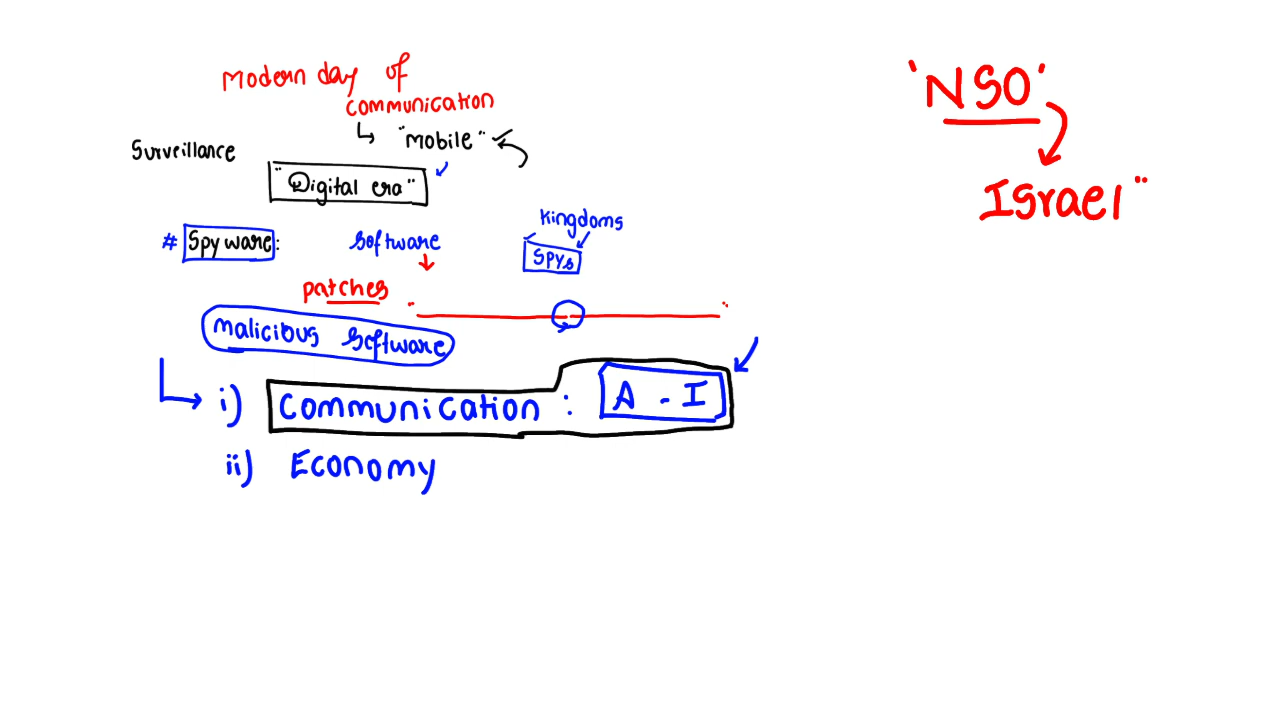 Modern day of
communication
↳ "Mobile"
Surveillance
"Digital era"
# Spyware:
Software
Kingdoms
SPYs
patches
malicious software
i) Communication : A - I
ii) Economy
'NSO'
Israel"